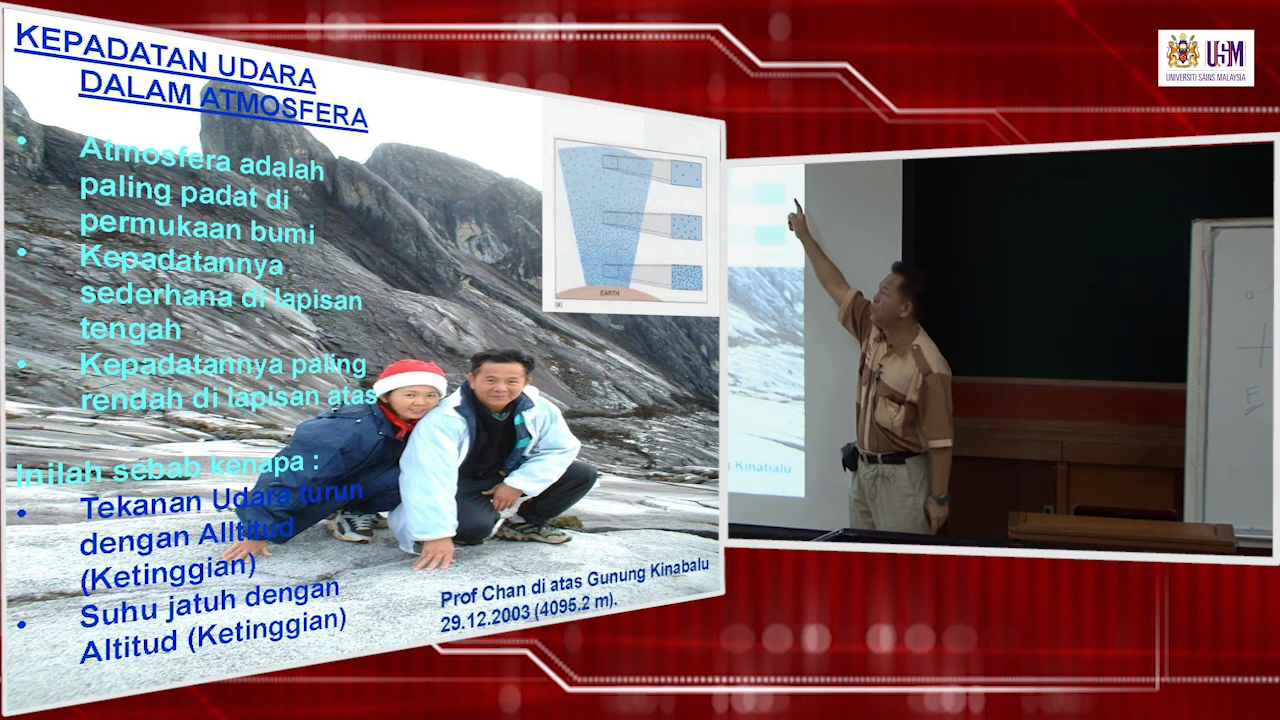 KEPADATAN UDARA
DALAM ATMOSFERA
• Atmosfera adalah
paling padat di
permukaan bumi
• Kepadatannya
sederhana di lapisan
tengah
• Kepadatannya paling
rendah di lapisan atas
Inilah sebab kenapa :
• Tekanan Udara turun
dengan Alltitud
(Ketinggian)
• Suhu jatuh dengan
Altitud (Ketinggian)
EARTH
(a)
Prof Chan di atas Gunung Kinabalu
29.12.2003 (4095.2 m).
USM
UNIVERSITI SAINS MALAYSIA
g Kinabalu